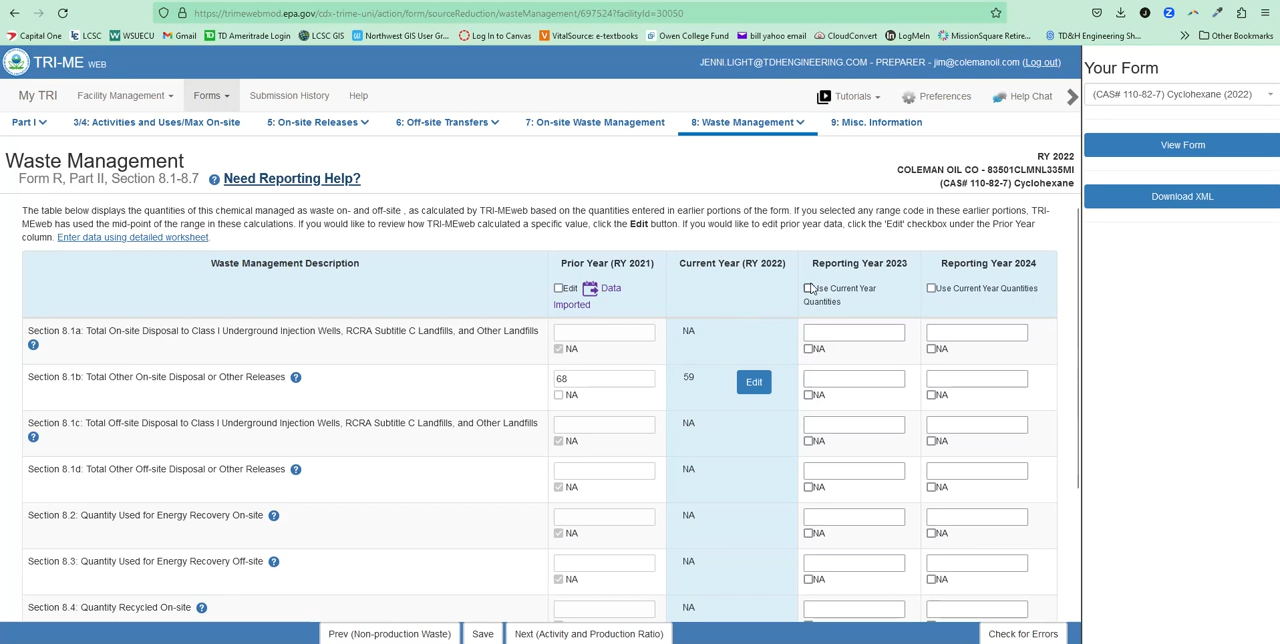 https://trimewebmod.epa.gov/cdx-trime-uni/action/form/sourceReduction/wasteManagement/697524?facilityId=30050
Capital One LCSC WSUECU Gmail TD Ameritrade Login LCSC GIS Northwest GIS User Gr... Log In to Canvas VitalSource: e-textbooks Owen College Fund bill yahoo email CloudConvert LogMeIn MissionSquare Retire... TD&H Engineering Sh... Other Bookmarks
TRI-ME WEB
JENNI.LIGHT@TDHENGINEERING.COM - PREPARER - jim@colemanoil.com (Log out)
My TRI Facility Management Forms Submission History Help Tutorials Preferences Help Chat
Part I 3/4: Activities and Uses/Max On-site 5: On-site Releases 6: Off-site Transfers 7: On-site Waste Management 8: Waste Management 9: Misc. Information
Waste Management
Form R, Part II, Section 8.1-8.7 Need Reporting Help?
RY 2022
COLEMAN OIL CO - 83501CLMNL335MI
(CAS# 110-82-7) Cyclohexane
The table below displays the quantities of this chemical managed as waste on- and off-site , as calculated by TRI-MEweb based on the quantities entered in earlier portions of the form. If you selected any range code in these earlier portions, TRI-
MEweb has used the mid-point of the range in these calculations. If you would like to review how TRI-MEweb calculated a specific value, click the Edit button. If you would like to edit prior year data, click the 'Edit' checkbox under the Prior Year
column. Enter data using detailed worksheet.
Waste Management Description Prior Year (RY 2021) Current Year (RY 2022) Reporting Year 2023 Reporting Year 2024
Edit Data Imported Use Current Year Quantities Use Current Year Quantities
Section 8.1a: Total On-site Disposal to Class I Underground Injection Wells, RCRA Subtitle C Landfills, and Other Landfills NA
NA NA NA
Section 8.1b: Total Other On-site Disposal or Other Releases 68 59 Edit
NA NA NA
Section 8.1c: Total Off-site Disposal to Class I Underground Injection Wells, RCRA Subtitle C Landfills, and Other Landfills NA
NA NA NA
Section 8.1d: Total Other Off-site Disposal or Other Releases NA
NA NA NA
Section 8.2: Quantity Used for Energy Recovery On-site NA
NA NA NA
Section 8.3: Quantity Used for Energy Recovery Off-site NA
NA NA NA
Section 8.4: Quantity Recycled On-site NA
Prev (Non-production Waste) Save Next (Activity and Production Ratio) Check for Errors
Your Form
(CAS# 110-82-7) Cyclohexane (2022)
View Form
Download XML